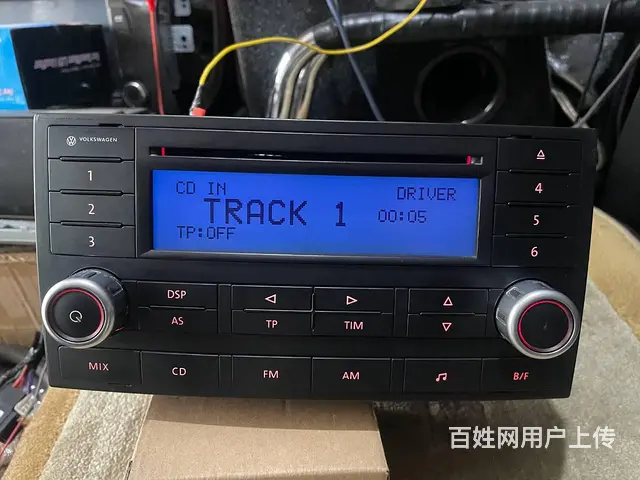 VOLKSWAGEN
1
2
3
4
5
6
CD IN
DRIVER
TRACK 1
00:05
TP:OFF
DSP
AS
TP
TIM
MIX
CD
FM
AM
B/F
百姓网用户上传